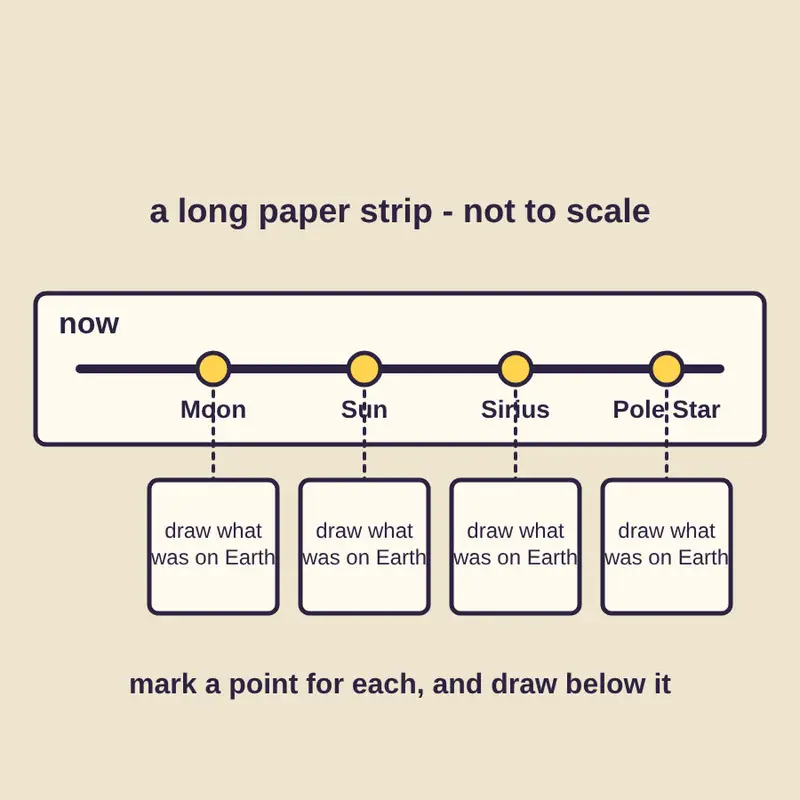 a long paper strip - not to scale
now
Moon
Sun
Sirius
Pole Star
draw what
was on Earth
draw what
was on Earth
draw what
was on Earth
draw what
was on Earth
mark a point for each, and draw below it